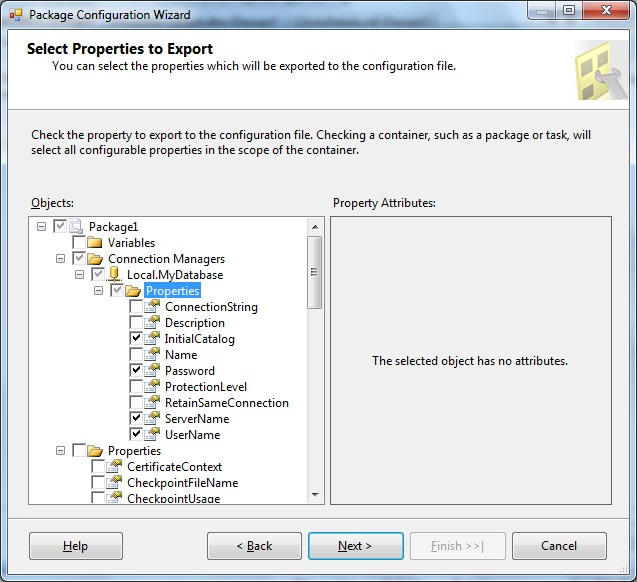 Package Configuration Wizard
Select Properties to Export
You can select the properties which will be exported to the configuration file.
Check the property to export to the configuration file. Checking a container, such as a package or task, will
select all configurable properties in the scope of the container.
Objects:
Property Attributes:
Package1
Variables
Connection Managers
Local.MyDatabase
Properties
ConnectionString
Description
InitialCatalog
Name
Password
ProtectionLevel
RetainSameConnection
ServerName
UserName
Properties
CertificateContext
CheckpointFileName
CheckpointUsage
The selected object has no attributes.
Help
< Back
Next >
Finish >>|
Cancel